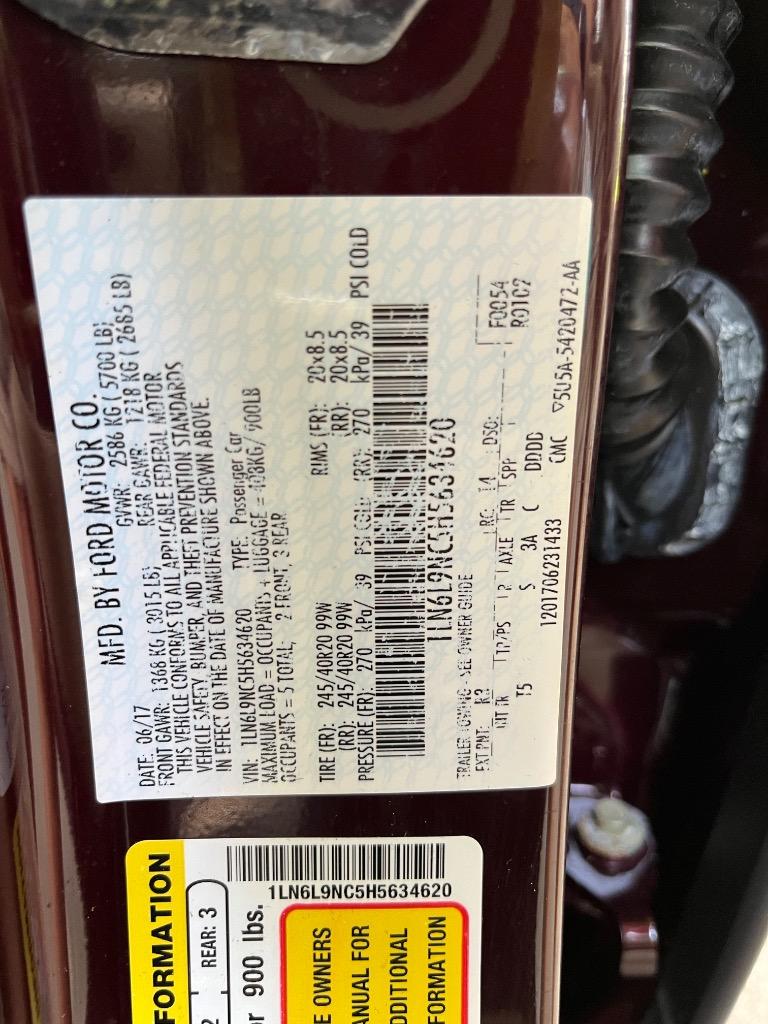 MFD. BY FORD MOTOR CO.
DATE: 06/17 GVWR: 2586 KG ( 5700 LB)
FRONT GAWR: 1368 KG ( 3015 LB) REAR GAWR: 1218 KG ( 2685 LB)
THIS VEHICLE CONFORMS TO ALL APPLICABLE FEDERAL MOTOR
VEHICLE SAFETY, BUMPER, AND THEFT PREVENTION STANDARDS
IN EFFECT ON THE DATE OF MANUFACTURE SHOWN ABOVE.
VIN: 1LN6L9NC5H5634620 TYPE: Passenger Car
MAXIMUM LOAD = OCCUPANTS + LUGGAGE = 408KG/ 900LB
OCCUPANTS = 5 TOTAL, 2 FRONT, 3 REAR
TIRE (FR): 245/40R20 99W RIMS (FR): 20x8.5
(RR): 245/40R20 99W (RR): 20x8.5
PRESSURE (FR): 270 kPa/ 39 PSI COLD (RR): 270 kPa/ 39 PSI COLD
1LN6L9NC5H5634620
TRAILER TOWING - SEE OWNER GUIDE
EXT PNT: R3 RC: 14 DSO: F0054
INT TR TP/PS R AXLE TR SPR R0102
T5 S 3A C DDDD
1201706231433 CMC ▽5U5A-5420472-AA
1LN6L9NC5H5634620
FORMATION
2 REAR: 3
or 900 lbs.
E OWNERS
ANUAL FOR
DDITIONAL
FORMATION